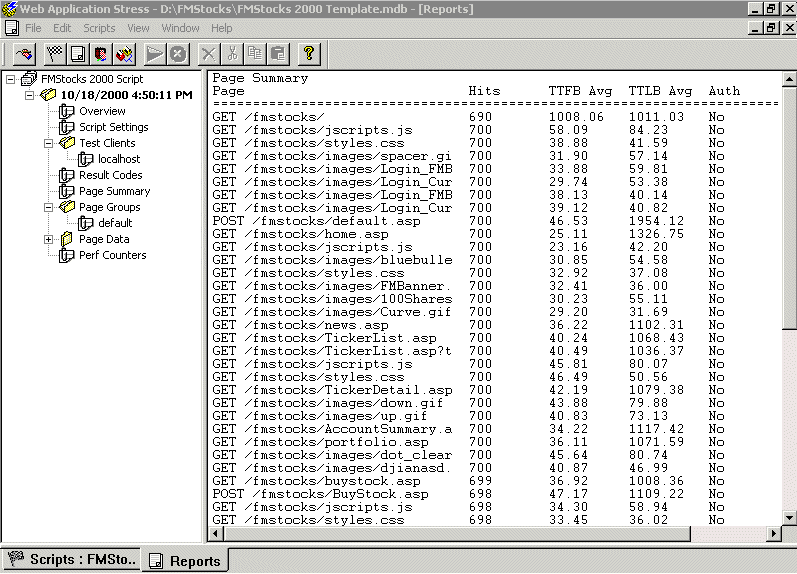 Web Application Stress - D:\FMStocks\FMStocks 2000 Template.mdb - [Reports]
File Edit Scripts View Window Help
FMStocks 2000 Script
10/18/2000 4:50:11 PM
Overview
Script Settings
Test Clients
localhost
Result Codes
Page Summary
Page Groups
default
Page Data
Perf Counters
Page Summary
Page Hits TTFB Avg TTLB Avg Auth
GET /fmstocks/ 690 1008.06 1011.03 No
GET /fmstocks/jscripts.js 700 58.09 84.23 No
GET /fmstocks/styles.css 700 38.88 41.59 No
GET /fmstocks/images/spacer.gi 700 31.90 57.14 No
GET /fmstocks/images/Login_FMB 700 33.88 59.81 No
GET /fmstocks/images/Login_Cur 700 29.74 53.38 No
GET /fmstocks/images/Login_FMB 700 38.13 40.14 No
GET /fmstocks/images/Login_Cur 700 39.12 40.82 No
POST /fmstocks/default.asp 700 46.53 1954.12 No
GET /fmstocks/home.asp 700 25.11 1326.75 No
GET /fmstocks/jscripts.js 700 23.16 42.20 No
GET /fmstocks/images/bluebulle 700 30.85 54.58 No
GET /fmstocks/styles.css 700 32.92 37.08 No
GET /fmstocks/images/FMBanner. 700 32.41 36.00 No
GET /fmstocks/images/100Shares 700 30.23 55.11 No
GET /fmstocks/images/Curve.gif 700 29.20 31.69 No
GET /fmstocks/news.asp 700 36.22 1102.31 No
GET /fmstocks/TickerList.asp 700 40.24 1068.43 No
GET /fmstocks/TickerList.asp?t 700 40.49 1036.37 No
GET /fmstocks/jscripts.js 700 45.81 80.07 No
GET /fmstocks/styles.css 700 46.49 50.56 No
GET /fmstocks/TickerDetail.asp 700 42.19 1079.38 No
GET /fmstocks/images/down.gif 700 43.88 79.88 No
GET /fmstocks/images/up.gif 700 40.83 73.13 No
GET /fmstocks/AccountSummary.a 700 34.22 1117.42 No
GET /fmstocks/portfolio.asp 700 36.11 1071.59 No
GET /fmstocks/images/dot_clear 700 45.64 80.74 No
GET /fmstocks/images/djianasd. 700 40.87 46.99 No
GET /fmstocks/buystock.asp 699 36.92 1008.36 No
POST /fmstocks/BuyStock.asp 698 47.17 1109.22 No
GET /fmstocks/jscripts.js 698 34.30 58.94 No
GET /fmstocks/styles.css 698 33.45 36.02 No
Scripts : FMSto.. Reports